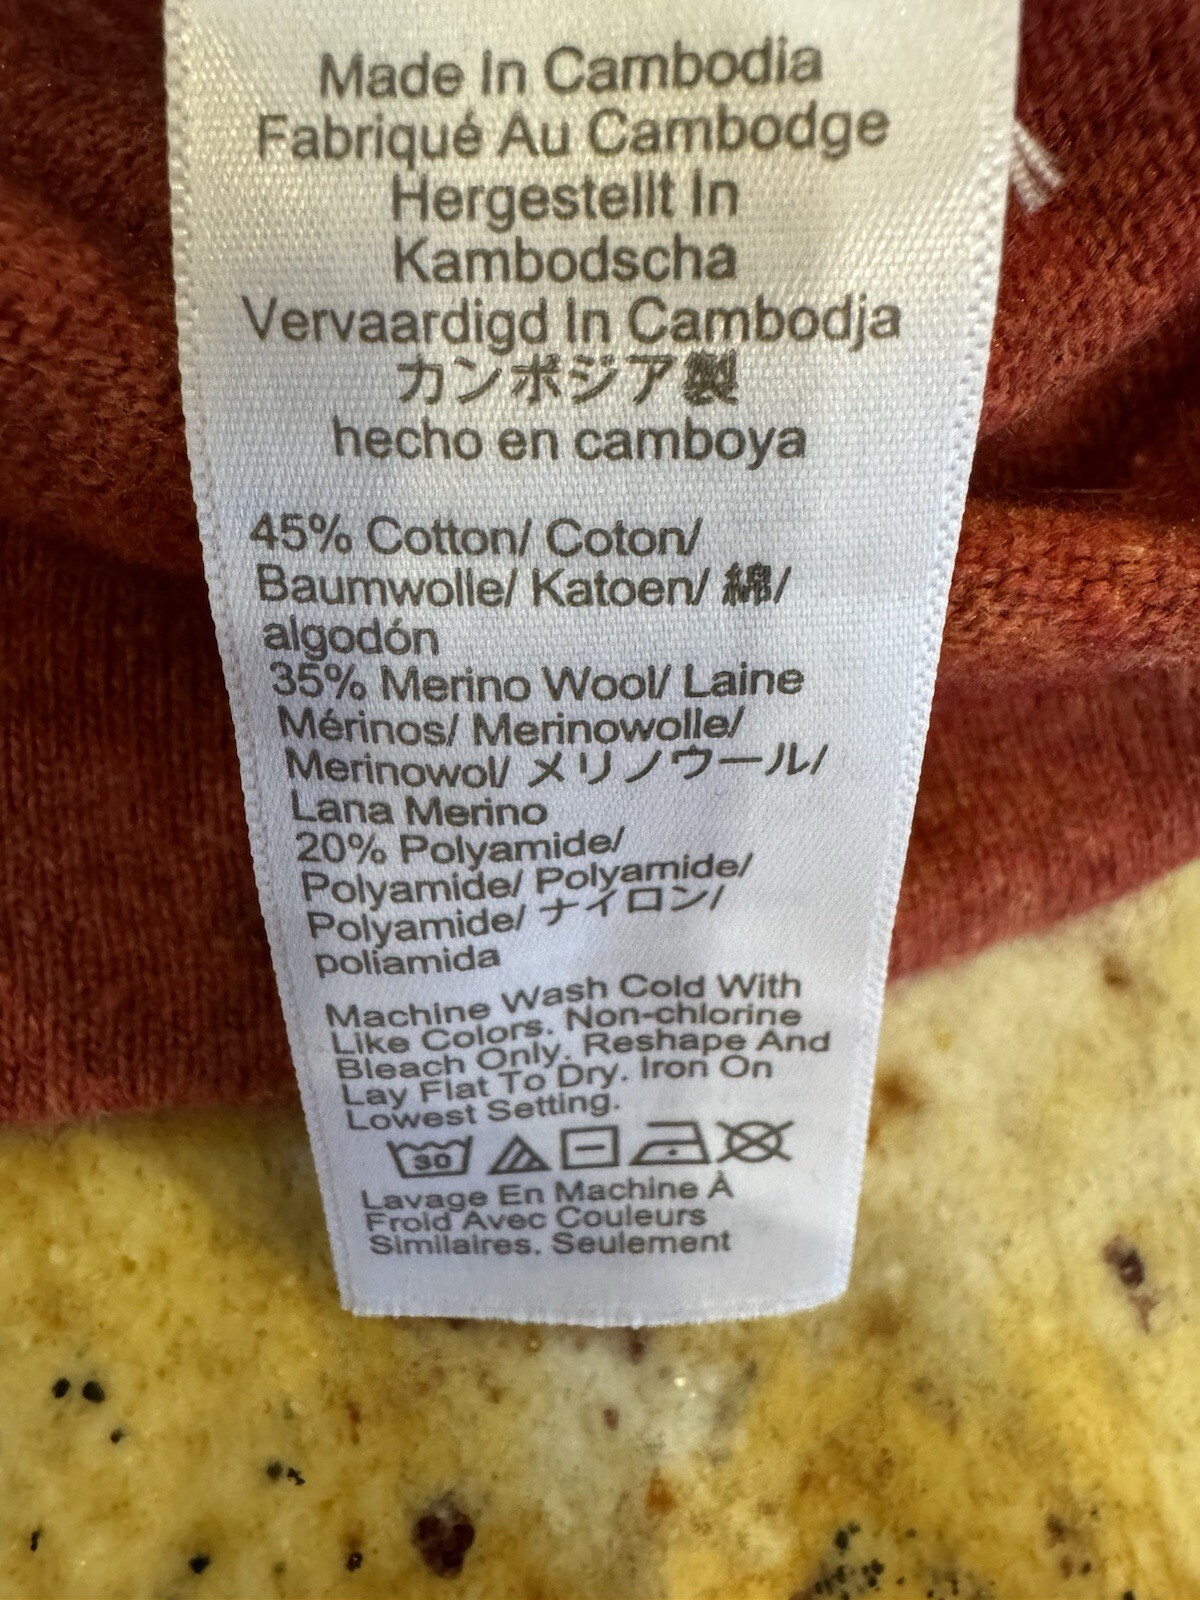 Made In Cambodia
Fabriqué Au Cambodge
Hergestellt In
Kambodscha
Vervaardigd In Cambodja
カンボジア製
hecho en camboya
45% Cotton/ Coton/
Baumwolle/ Katoen/ 綿/
algodón
35% Merino Wool/ Laine
Mérinos/ Merinowolle/
Merinowol/ メリノウール/
Lana Merino
20% Polyamide/
Polyamide/ Polyamide/
Polyamide/ ナイロン/
poliamida
Machine Wash Cold With
Like Colors. Non-chlorine
Bleach Only. Reshape And
Lay Flat To Dry. Iron On
Lowest Setting.
30
Lavage En Machine À
Froid Avec Couleurs
Similaires. Seulement